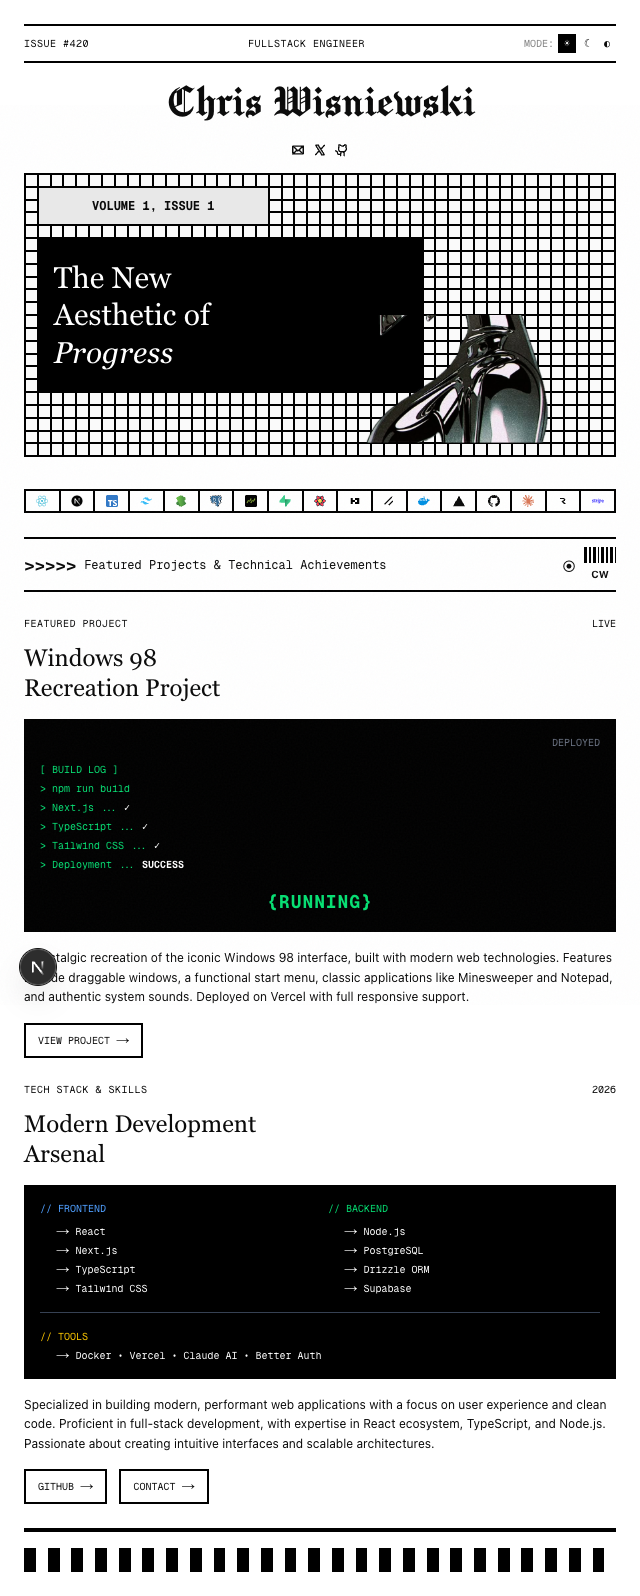 ISSUE #420
FULLSTACK ENGINEER
MODE:
Chris Wisniewski
VOLUME 1, ISSUE 1
The New
Aesthetic of
Progress
TS
stripe
>>>>> Featured Projects & Technical Achievements
CW
FEATURED PROJECT
LIVE
Windows 98
Recreation Project
DEPLOYED
[ BUILD LOG ]
> npm run build
> Next.js ... ✓
> TypeScript ... ✓
> Tailwind CSS ... ✓
> Deployment ... SUCCESS
{RUNNING}
talgic recreation of the iconic Windows 98 interface, built with modern web technologies. Features
de draggable windows, a functional start menu, classic applications like Minesweeper and Notepad,
and authentic system sounds. Deployed on Vercel with full responsive support.
VIEW PROJECT →
TECH STACK & SKILLS
2026
Modern Development
Arsenal
// FRONTEND
→ React
→ Next.js
→ TypeScript
→ Tailwind CSS
// BACKEND
→ Node.js
→ PostgreSQL
→ Drizzle ORM
→ Supabase
// TOOLS
→ Docker • Vercel • Claude AI • Better Auth
Specialized in building modern, performant web applications with a focus on user experience and clean
code. Proficient in full-stack development, with expertise in React ecosystem, TypeScript, and Node.js.
Passionate about creating intuitive interfaces and scalable architectures.
GITHUB →
CONTACT →